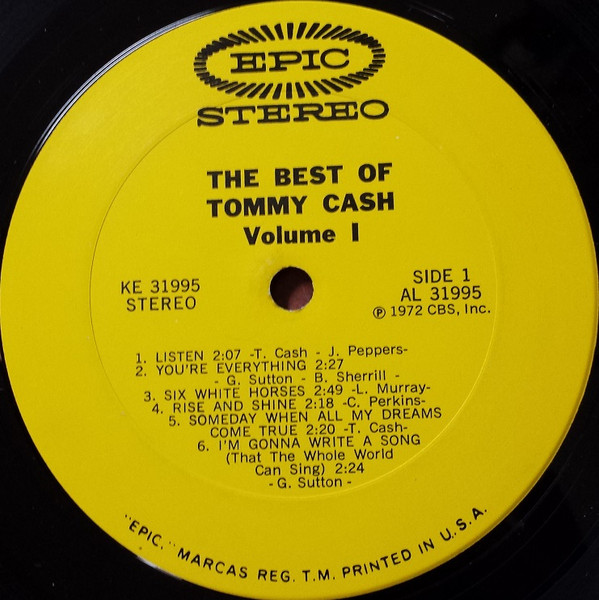 EPIC
STEREO
THE BEST OF
TOMMY CASH
Volume I
KE 31995
STEREO
SIDE 1
AL 31995
℗ 1972 CBS, Inc.
1. LISTEN 2:07 -T. Cash - J. Peppers-
2. YOU'RE EVERYTHING 2:27
- G. Sutton - B. Sherrill -
3. SIX WHITE HORSES 2:49 -L. Murray-
4. RISE AND SHINE 2:18 -C. Perkins-
5. SOMEDAY WHEN ALL MY DREAMS
COME TRUE 2:20 -T. Cash-
6. I'M GONNA WRITE A SONG
(That The Whole World
Can Sing) 2:24
- G. Sutton -
"EPIC," MARCAS REG. T.M. PRINTED IN U.S.A.